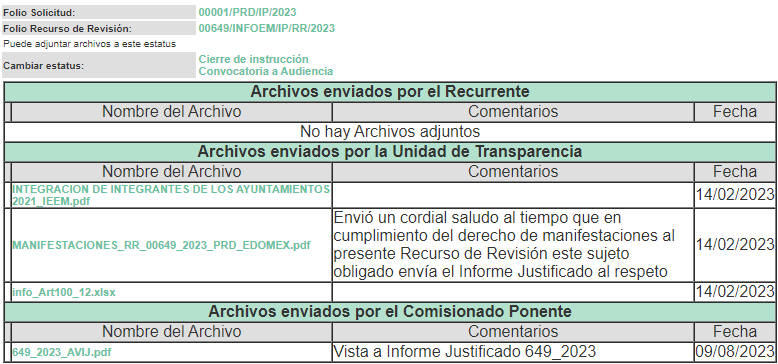 Folio Solicitud: 00001/PRD/IP/2023
Folio Recurso de Revisión: 00649/INFOEM/IP/RR/2023
Puede adjuntar archivos a este estatus
Cambiar estatus: Cierre de instrucción
Convocatoria a Audiencia
Archivos enviados por el Recurrente
Nombre del Archivo Comentarios Fecha
No hay Archivos adjuntos
Archivos enviados por la Unidad de Transparencia
Nombre del Archivo Comentarios Fecha
INTEGRACION DE INTEGRANTES DE LOS AYUNTAMIENTOS
2021_IEEM.pdf 14/02/2023
MANIFESTACIONES_RR_00649_2023_PRD_EDOMEX.pdf Envió un cordial saludo al tiempo que en
cumplimiento del derecho de manifestaciones al
presente Recurso de Revisión este sujeto
obligado envía el Informe Justificado al respeto 14/02/2023
info_Art100_12.xlsx 14/02/2023
Archivos enviados por el Comisionado Ponente
Nombre del Archivo Comentarios Fecha
649_2023_AVIJ.pdf Vista a Informe Justificado 649_2023 09/08/2023